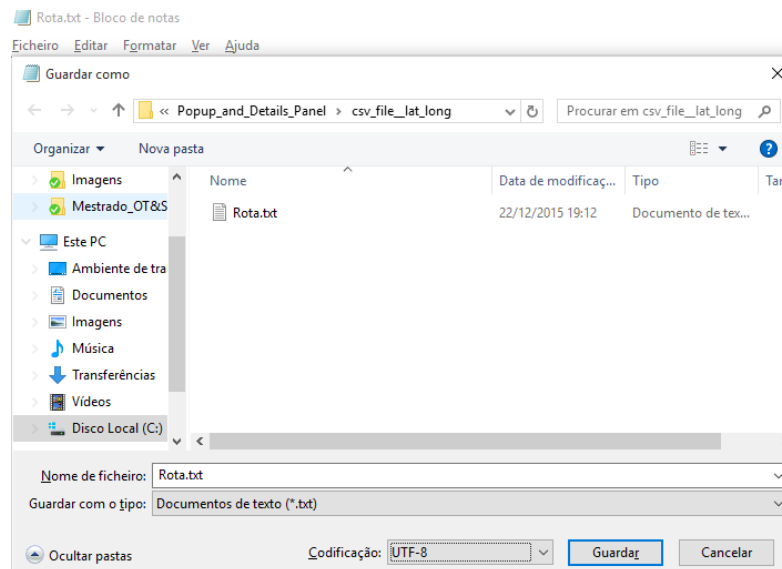 Rota.txt - Bloco de notas
Ficheiro Editar Formatar Ver Ajuda
Guardar como
« Popup_and_Details_Panel › csv_file__lat_long
Procurar em csv_file__lat_long
Organizar Nova pasta
Nome Data de modificaç... Tipo Tar
Imagens
Mestrado_OT&S
Rota.txt 22/12/2015 19:12 Documento de tex...
Este PC
Ambiente de tra
Documentos
Imagens
Música
Transferências
Vídeos
Disco Local (C:)
Nome de ficheiro: Rota.txt
Guardar com o tipo: Documentos de texto (*.txt)
Ocultar pastas Codificação: UTF-8 Guardar Cancelar